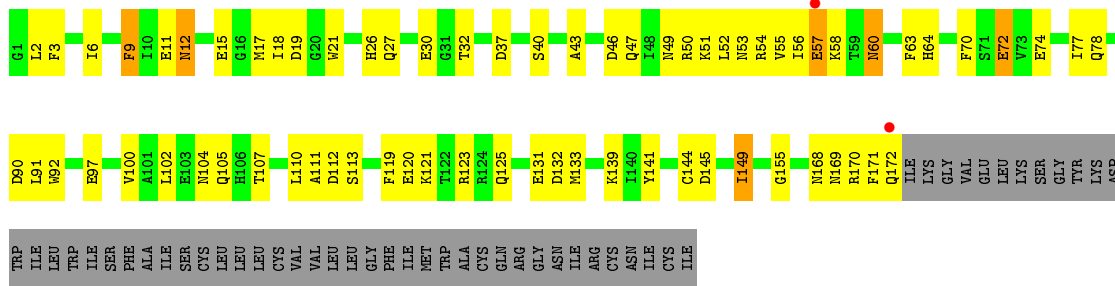 G1 L2 F3 I6 F9 I10 E11 N12 E15 G16 M17 I18 D19 G20 W21 H26 Q27 E30 G31 T32 D37 S40 A43 D46 Q47 I48 N49 R50 K51 L52 N53 R54 V55 I56 E57 K58 T59 N60 F63 H64 F70 S71 E72 V73 E74 I77 Q78
D90 L91 W92 E97 V100 A101 L102 E103 N104 Q105 H106 T107 L110 A111 D112 S113 F119 E120 K121 T122 R123 R124 Q125 E131 D132 M133 K139 I140 Y141 C144 D145 I149 G155 N168 N169 R170 F171 Q172 ILE LYS GLY VAL GLU LEU LYS SER GLY TYR LYS ASP
TRP ILE LEU TRP ILE SER PHE ALA ILE SER CYS LEU LEU LEU CYS VAL VAL LEU LEU GLY PHE ILE MET TRP ALA CYS GLN ARG GLY ASN ILE ARG CYS ASN ILE CYS ILE